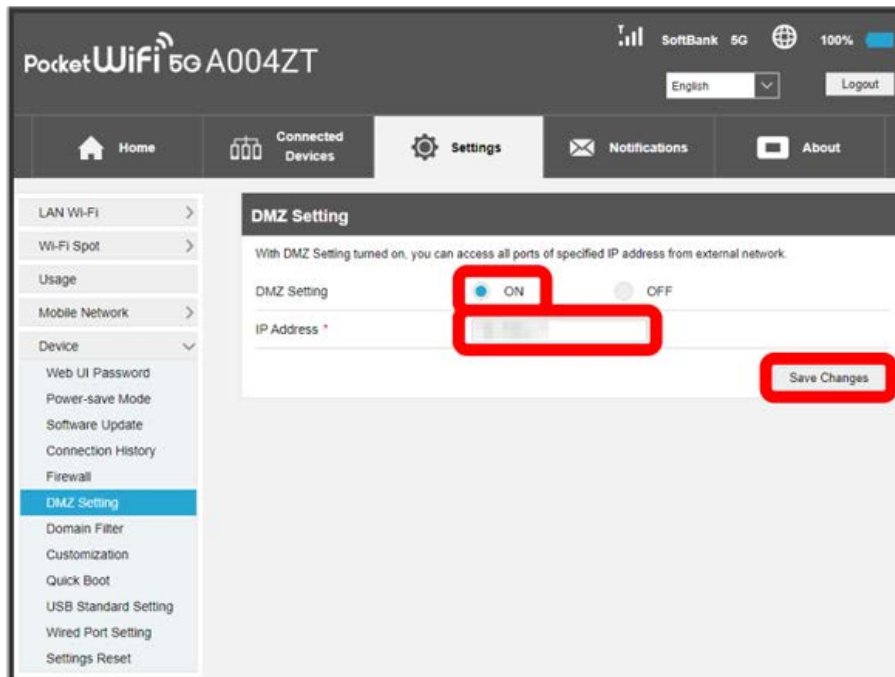 SoftBank 5G 100%
PocketWiFi 5G A004ZT
English Logout
Home
Connected
Devices
Settings
Notifications
About
LAN Wi-Fi
Wi-Fi Spot
Usage
Mobile Network
Device
Web UI Password
Power-save Mode
Software Update
Connection History
Firewall
DMZ Setting
Domain Filter
Customization
Quick Boot
USB Standard Setting
Wired Port Setting
Settings Reset
DMZ Setting
With DMZ Setting turned on, you can access all ports of specified IP address from external network.
DMZ Setting ON OFF
IP Address *
Save Changes